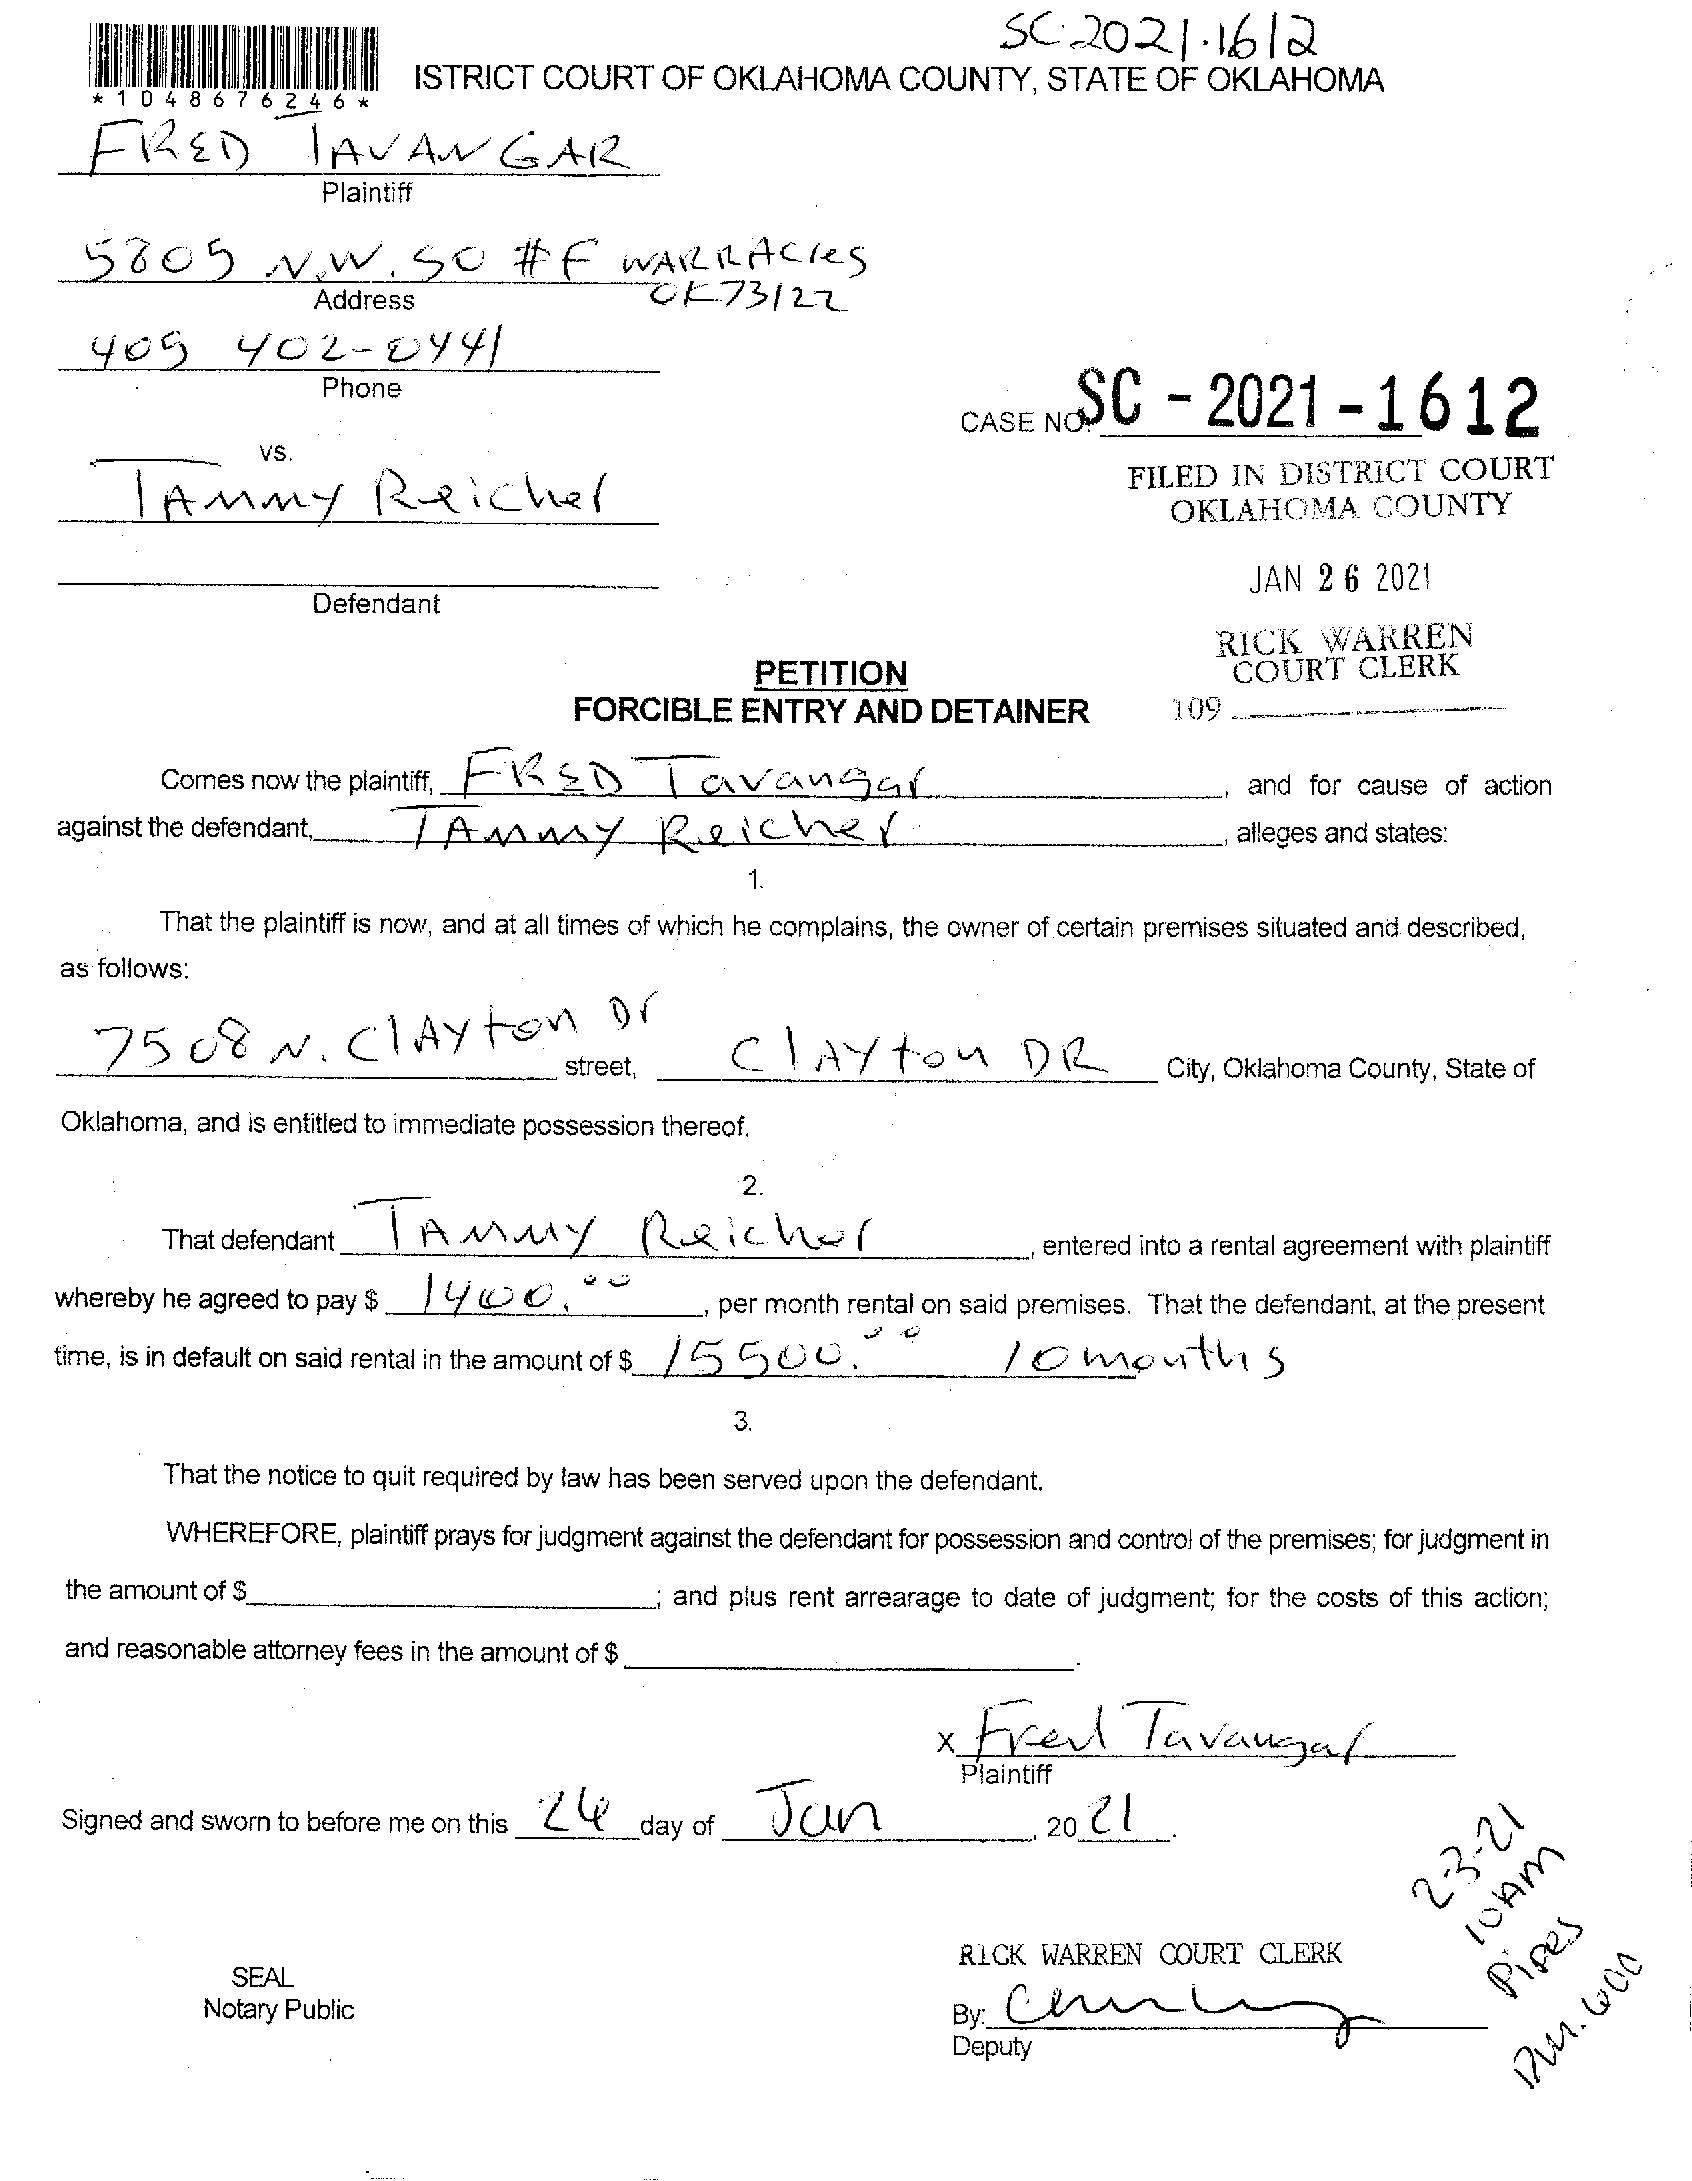 SC-2021-1612
*1048676246*
ISTRICT COURT OF OKLAHOMA COUNTY, STATE OF OKLAHOMA
FRED TAVANGAR
Plaintiff
5805 N.W. 50 #F WARRACres
Address
OK 73122
405 402-0441
Phone
CASE NO. SC - 2021 - 1612
vs.
FILED IN DISTRICT COURT
TAMMY Reicher
OKLAHOMA COUNTY
JAN 26 2021
Defendant
RICK WARREN
COURT CLERK
PETITION
FORCIBLE ENTRY AND DETAINER
109
Comes now the plaintiff, FRED Tavangar, and for cause of action
against the defendant, TAMMY Reicher, alleges and states:
1.
That the plaintiff is now, and at all times of which he complains, the owner of certain premises situated and described,
as follows:
7508 N. ClAyton Dr street, ClAyton DR City, Oklahoma County, State of
Oklahoma, and is entitled to immediate possession thereof.
2.
That defendant TAMMY Reicher, entered into a rental agreement with plaintiff
whereby he agreed to pay $ 1400.00, per month rental on said premises. That the defendant, at the present
time, is in default on said rental in the amount of $ 15500.00 10 months
3.
That the notice to quit required by law has been served upon the defendant.
WHEREFORE, plaintiff prays for judgment against the defendant for possession and control of the premises; for judgment in
the amount of $; and plus rent arrearage to date of judgment; for the costs of this action;
and reasonable attorney fees in the amount of $.
x Fred Tavangar
Plaintiff
Signed and sworn to before me on this 26 day of Jan, 2021.
2-3-21
10AM
Pipes
Rm. 600
RICK WARREN COURT CLERK
SEAL
Notary Public
By:
Deputy